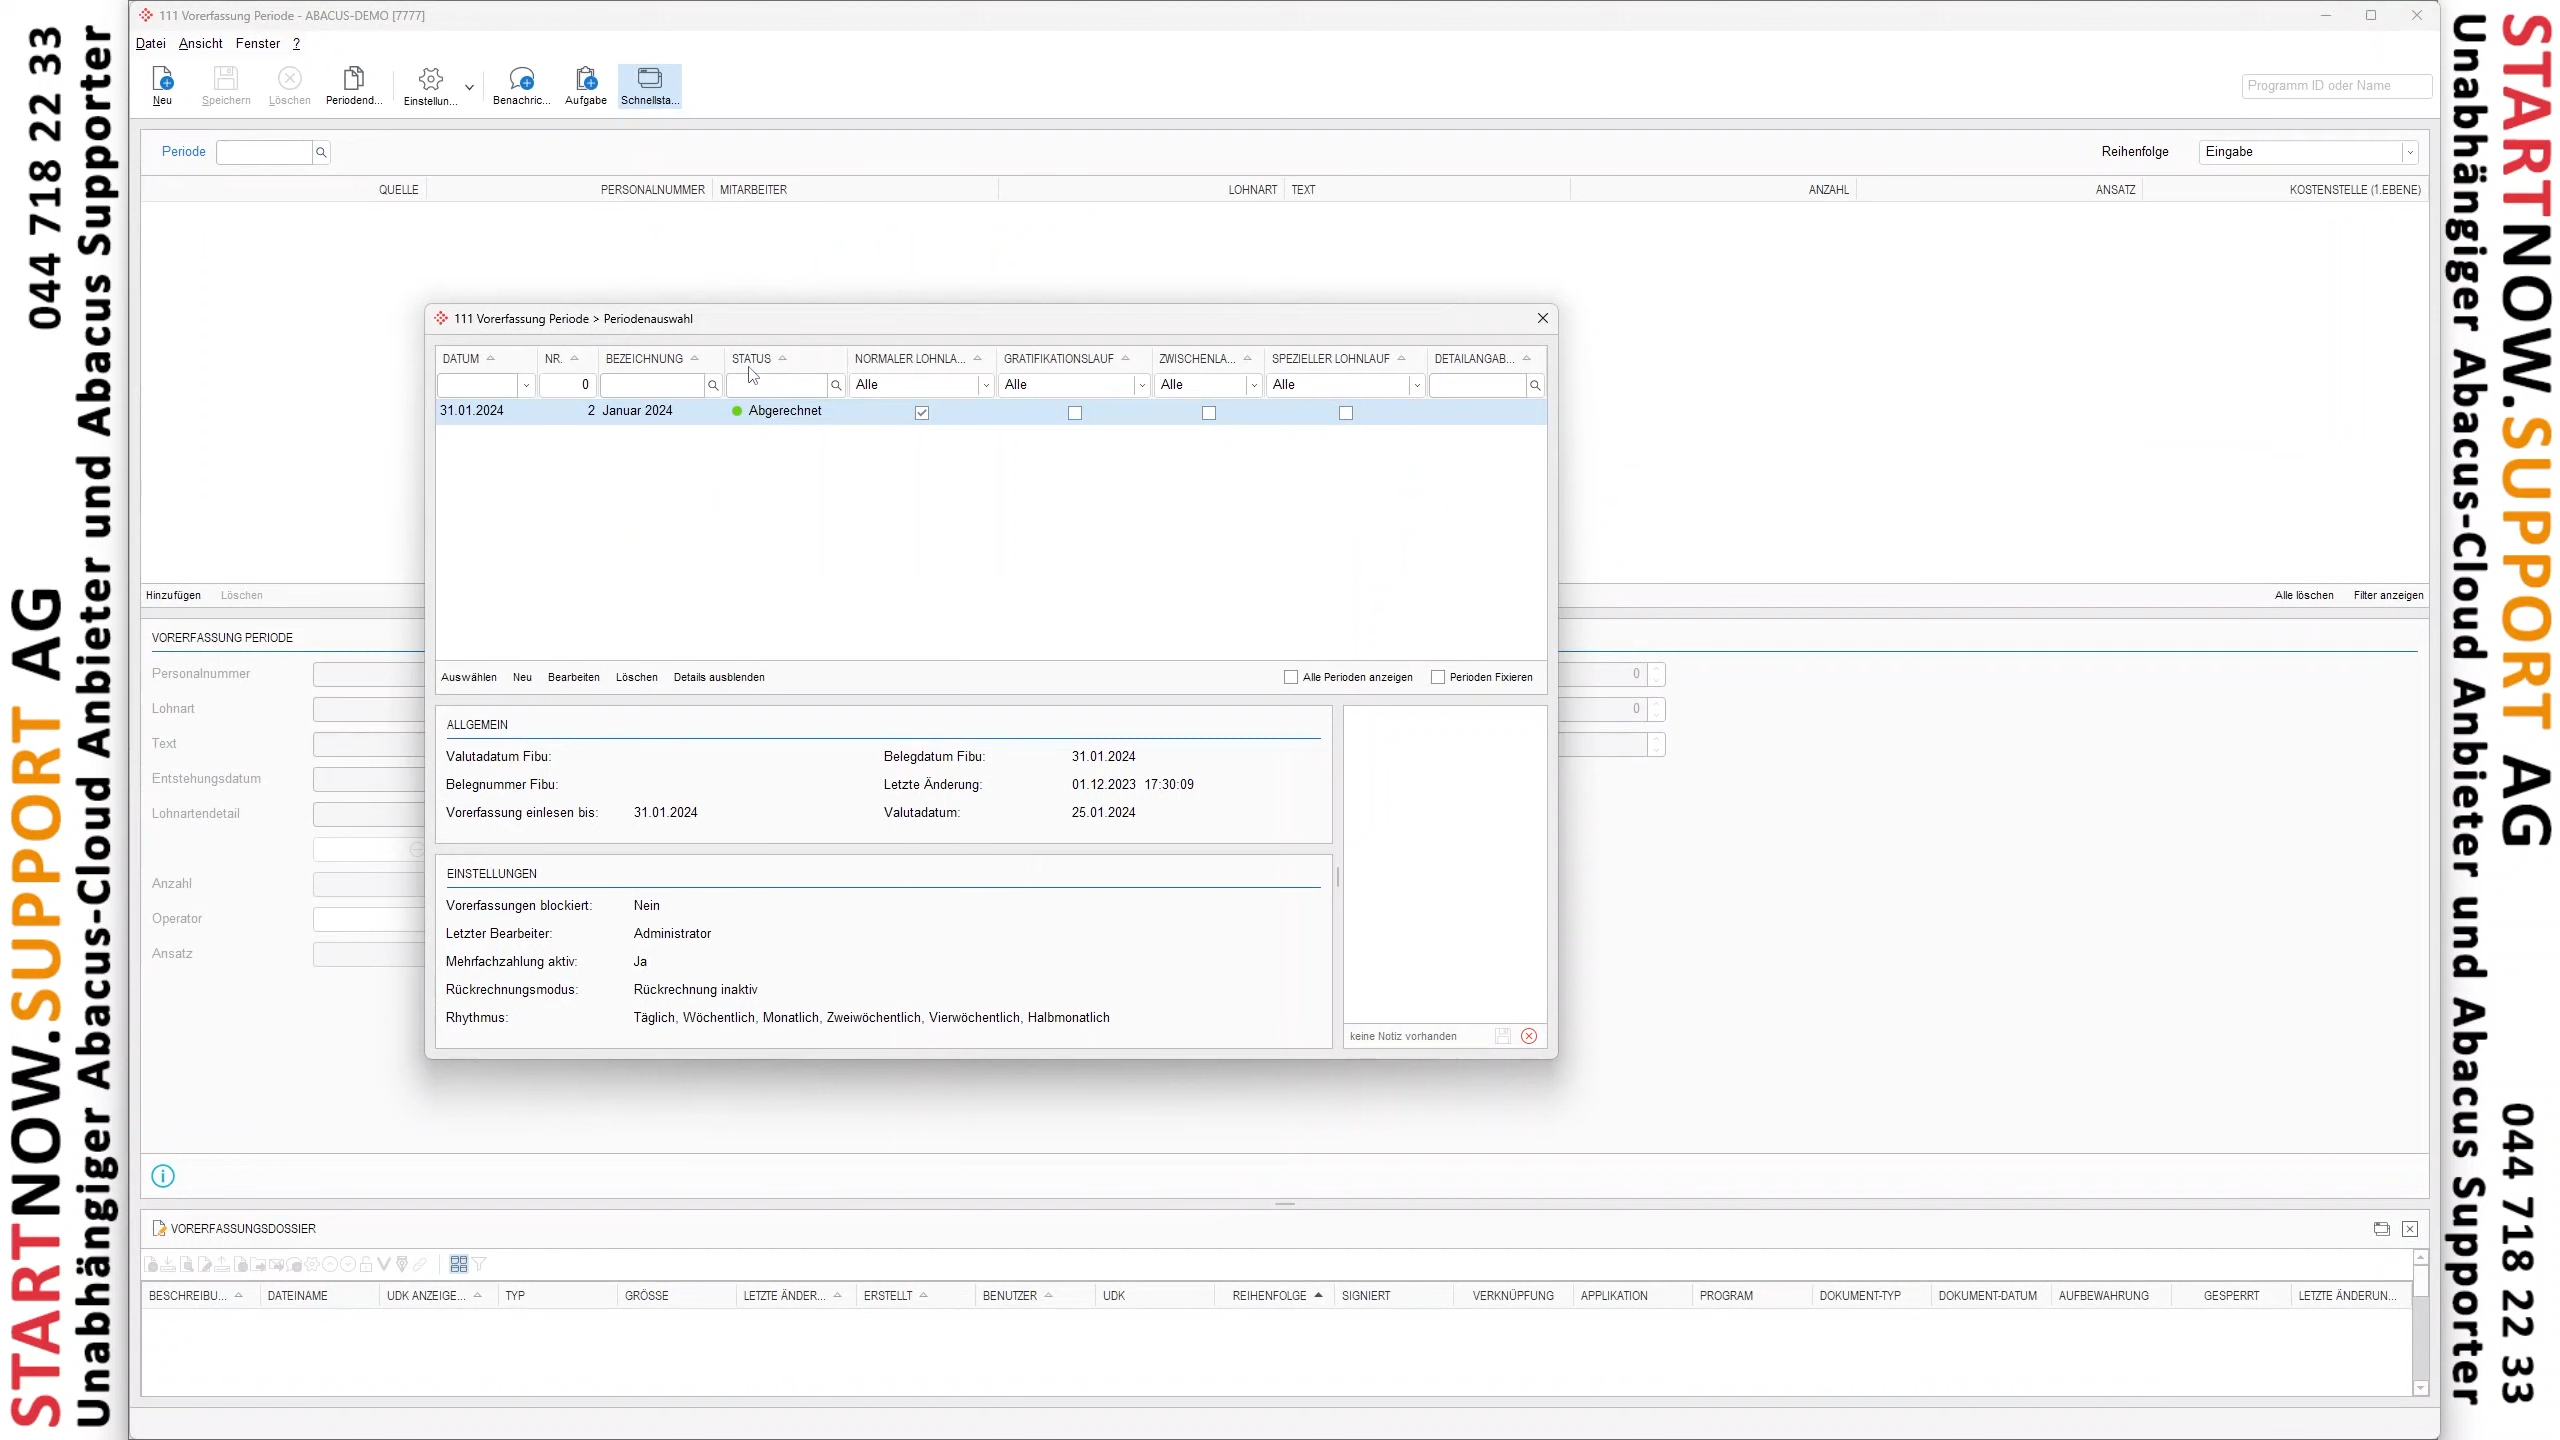 044 718 22 33
STARTNOW.SUPPORT AG
Unabhängiger Abacus-Cloud Anbieter und Abacus Supporter
111 Vorerfassung Periode - ABACUS-DEMO [7777]
Datei Ansicht Fenster ?
Neu Speichern Löschen Periodend... Einstellun... Benachric... Aufgabe Schnellsta... Programm ID oder Name
Periode Reihenfolge Eingabe
QUELLE PERSONALNUMMER MITARBEITER LOHNART TEXT ANZAHL ANSATZ KOSTENSTELLE (1.EBENE)
111 Vorerfassung Periode > Periodenauswahl
DATUM NR. BEZEICHNUNG STATUS NORMALER LOHNLA... GRATIFIKATIONSLAUF ZWISCHENLA... SPEZIELLER LOHNLAUF DETAILANGAB...
0 Alle Alle Alle Alle
31.01.2024 2 Januar 2024 Abgerechnet
Hinzufügen Löschen Alle löschen Filter anzeigen
Auswählen Neu Bearbeiten Löschen Details ausblenden Alle Perioden anzeigen Perioden Fixieren
VORERFASSUNG PERIODE
Personalnummer 0
Lohnart 0
Text
Entstehungsdatum
Lohnartendetail
Anzahl
Operator
Ansatz
ALLGEMEIN
Valutadatum Fibu: Belegdatum Fibu: 31.01.2024
Belegnummer Fibu: Letzte Änderung: 01.12.2023 17:30:09
Vorerfassung einlesen bis: 31.01.2024 Valutadatum: 25.01.2024
EINSTELLUNGEN
Vorerfassungen blockiert: Nein
Letzter Bearbeiter: Administrator
Mehrfachzahlung aktiv: Ja
Rückrechnungsmodus: Rückrechnung inaktiv
Rhythmus: Täglich, Wöchentlich, Monatlich, Zweiwöchentlich, Vierwöchentlich, Halbmonatlich
keine Notiz vorhanden
VORERFASSUNGSDOSSIER
BESCHREIBU... DATEINAME UDK ANZEIGE... TYP GRÖSSE LETZTE ÄNDER... ERSTELLT BENUTZER UDK REIHENFOLGE SIGNIERT VERKNÜPFUNG APPLIKATION PROGRAM DOKUMENT-TYP DOKUMENT-DATUM AUFBEWAHRUNG GESPERRT LETZTE ÄNDERUN...
STARTNOW.SUPPORT AG
Unabhängiger Abacus-Cloud Anbieter und Abacus Supporter
044 718 22 33